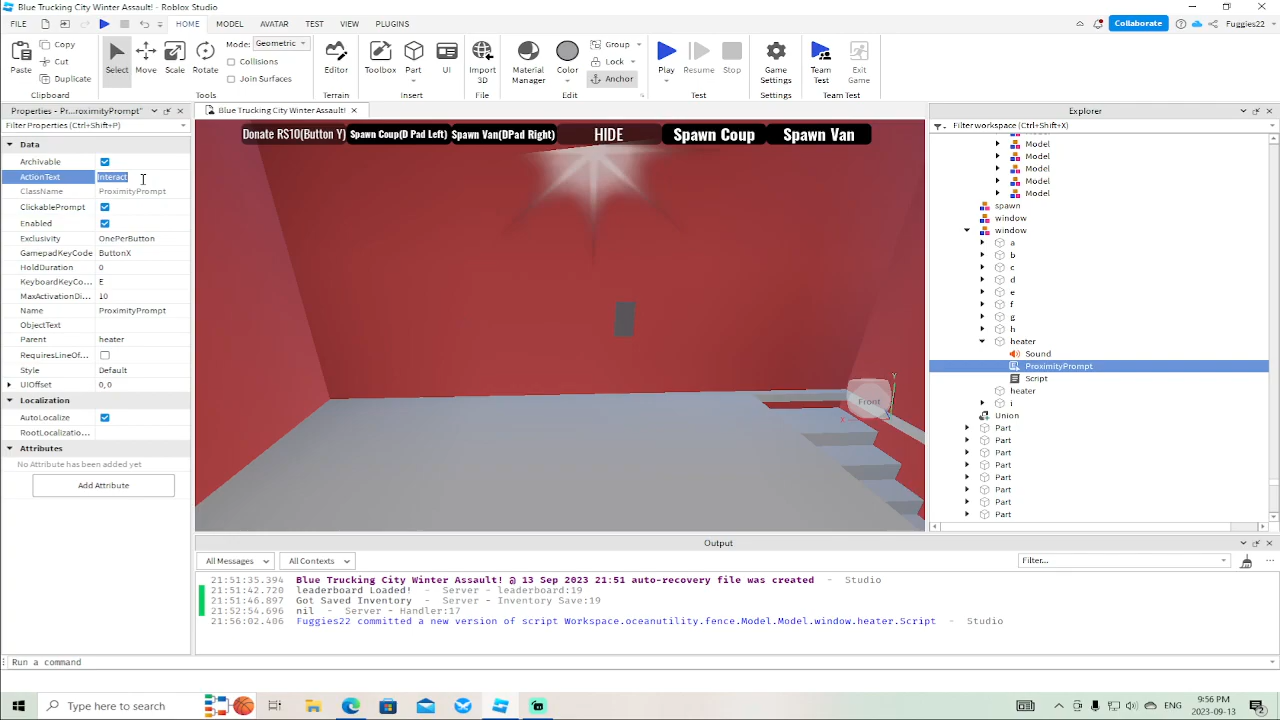 Blue Trucking City Winter Assault! - Roblox Studio
FILE HOME MODEL AVATAR TEST VIEW PLUGINS Collaborate Fuggies22
Paste Copy Cut Duplicate Select Move Scale Rotate Mode: Geometric Collisions Join Surfaces Editor Toolbox Part UI Import 3D Material Manager Color Group Lock Anchor Play Resume Stop Game Settings Team Test Exit Game
Clipboard Tools Terrain Insert File Edit Test Settings Team Test
Properties - Pr...roximityPrompt"
Blue Trucking City Winter Assault!
Explorer
Filter Properties (Ctrl+Shift+P)
Filter workspace (Ctrl+Shift+X)
Donate RS10(Button Y) Spawn Coup(D Pad Left) Spawn Van(DPad Right) HIDE Spawn Coup Spawn Van
Data
Archivable
ActionText Interact
ClassName ProximityPrompt
ClickablePrompt
Enabled
Exclusivity OnePerButton
GamepadKeyCode ButtonX
HoldDuration 0
KeyboardKeyCo... E
MaxActivationDi... 10
Name ProximityPrompt
ObjectText
Parent heater
RequiresLineOf...
Style Default
UIOffset 0, 0
Localization
AutoLocalize
RootLocalizatio...
Attributes
No Attribute has been added yet
Add Attribute
Front
Y
X
Model
Model
Model
Model
Model
spawn
window
window
a
b
c
d
e
f
g
h
heater
Sound
ProximityPrompt
Script
heater
i
Union
Part
Part
Part
Part
Part
Part
Part
Part
Output
All Messages All Contexts Filter...
21:51:35.394 Blue Trucking City Winter Assault! @ 13 Sep 2023 21:51 auto-recovery file was created - Studio
21:51:42.720 leaderboard Loaded! - Server - leaderboard:19
21:51:46.897 Got Saved Inventory - Server - Inventory Save:19
21:52:54.696 nil - Server - Handler:17
21:56:02.406 Fuggies22 committed a new version of script Workspace.oceanutility.fence.Model.Model.window.heater.Script - Studio
Run a command
Type here to search
ENG
9:56 PM
2023-09-13
2